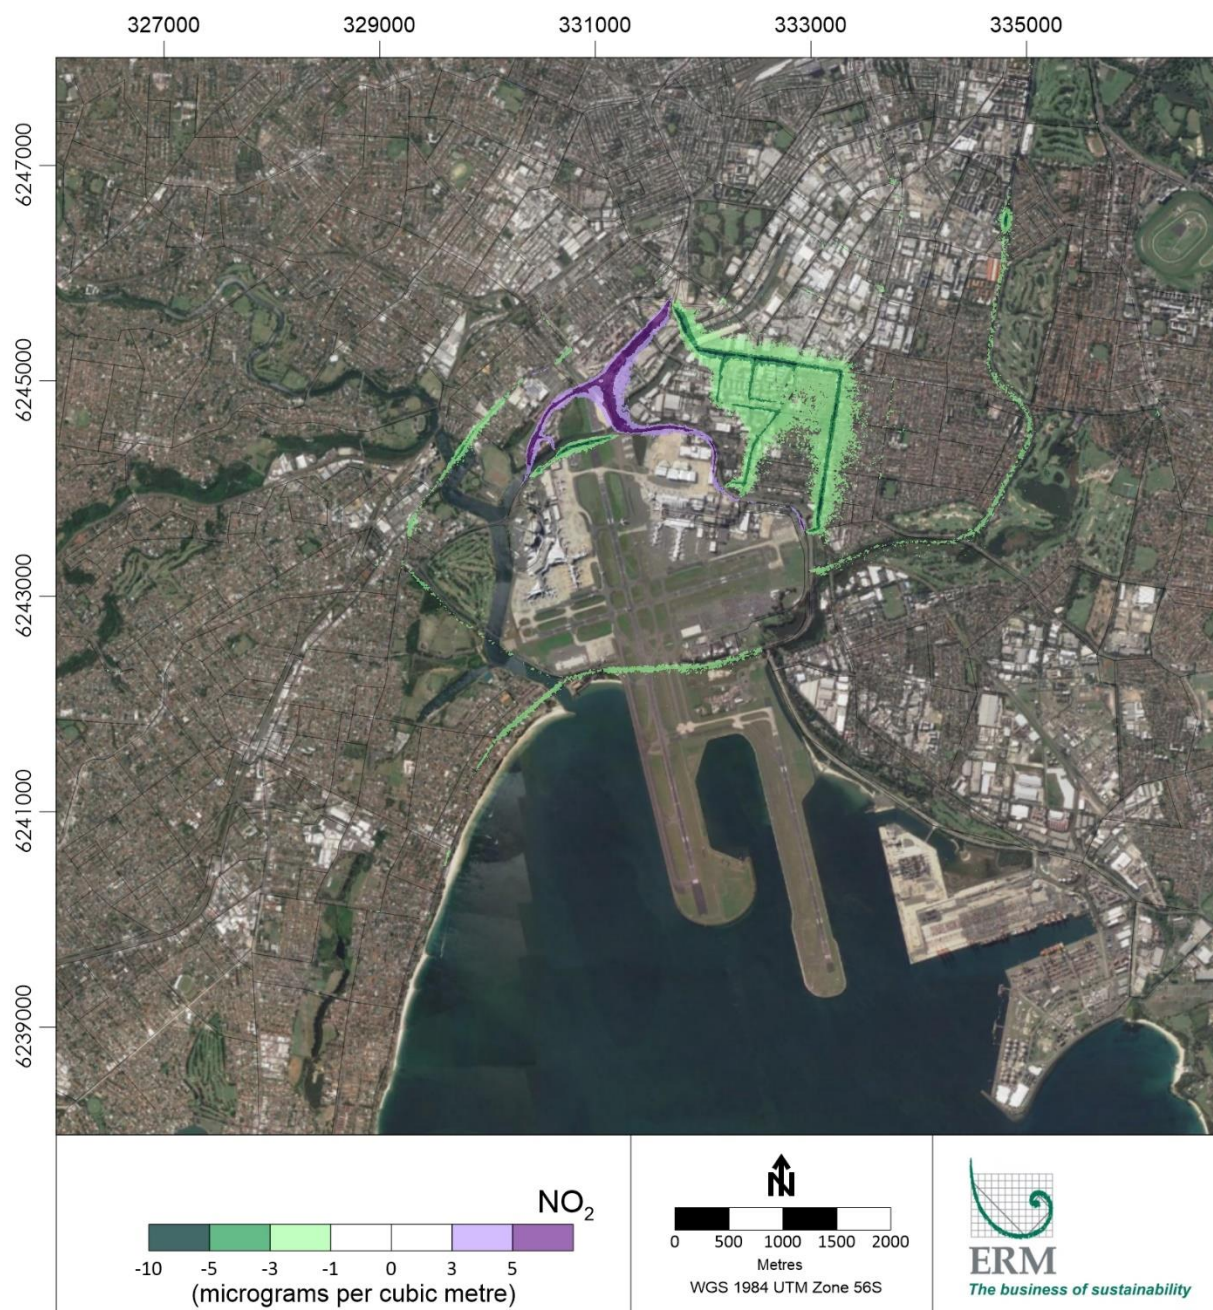 327000 329000 331000 333000 335000
6247000
6245000
6243000
6241000
6239000
NO₂
-10 -5 -3 -1 0 3 5
(micrograms per cubic metre)
N
0 500 1000 1500 2000
Metres
WGS 1984 UTM Zone 56S
ERM
The business of sustainability